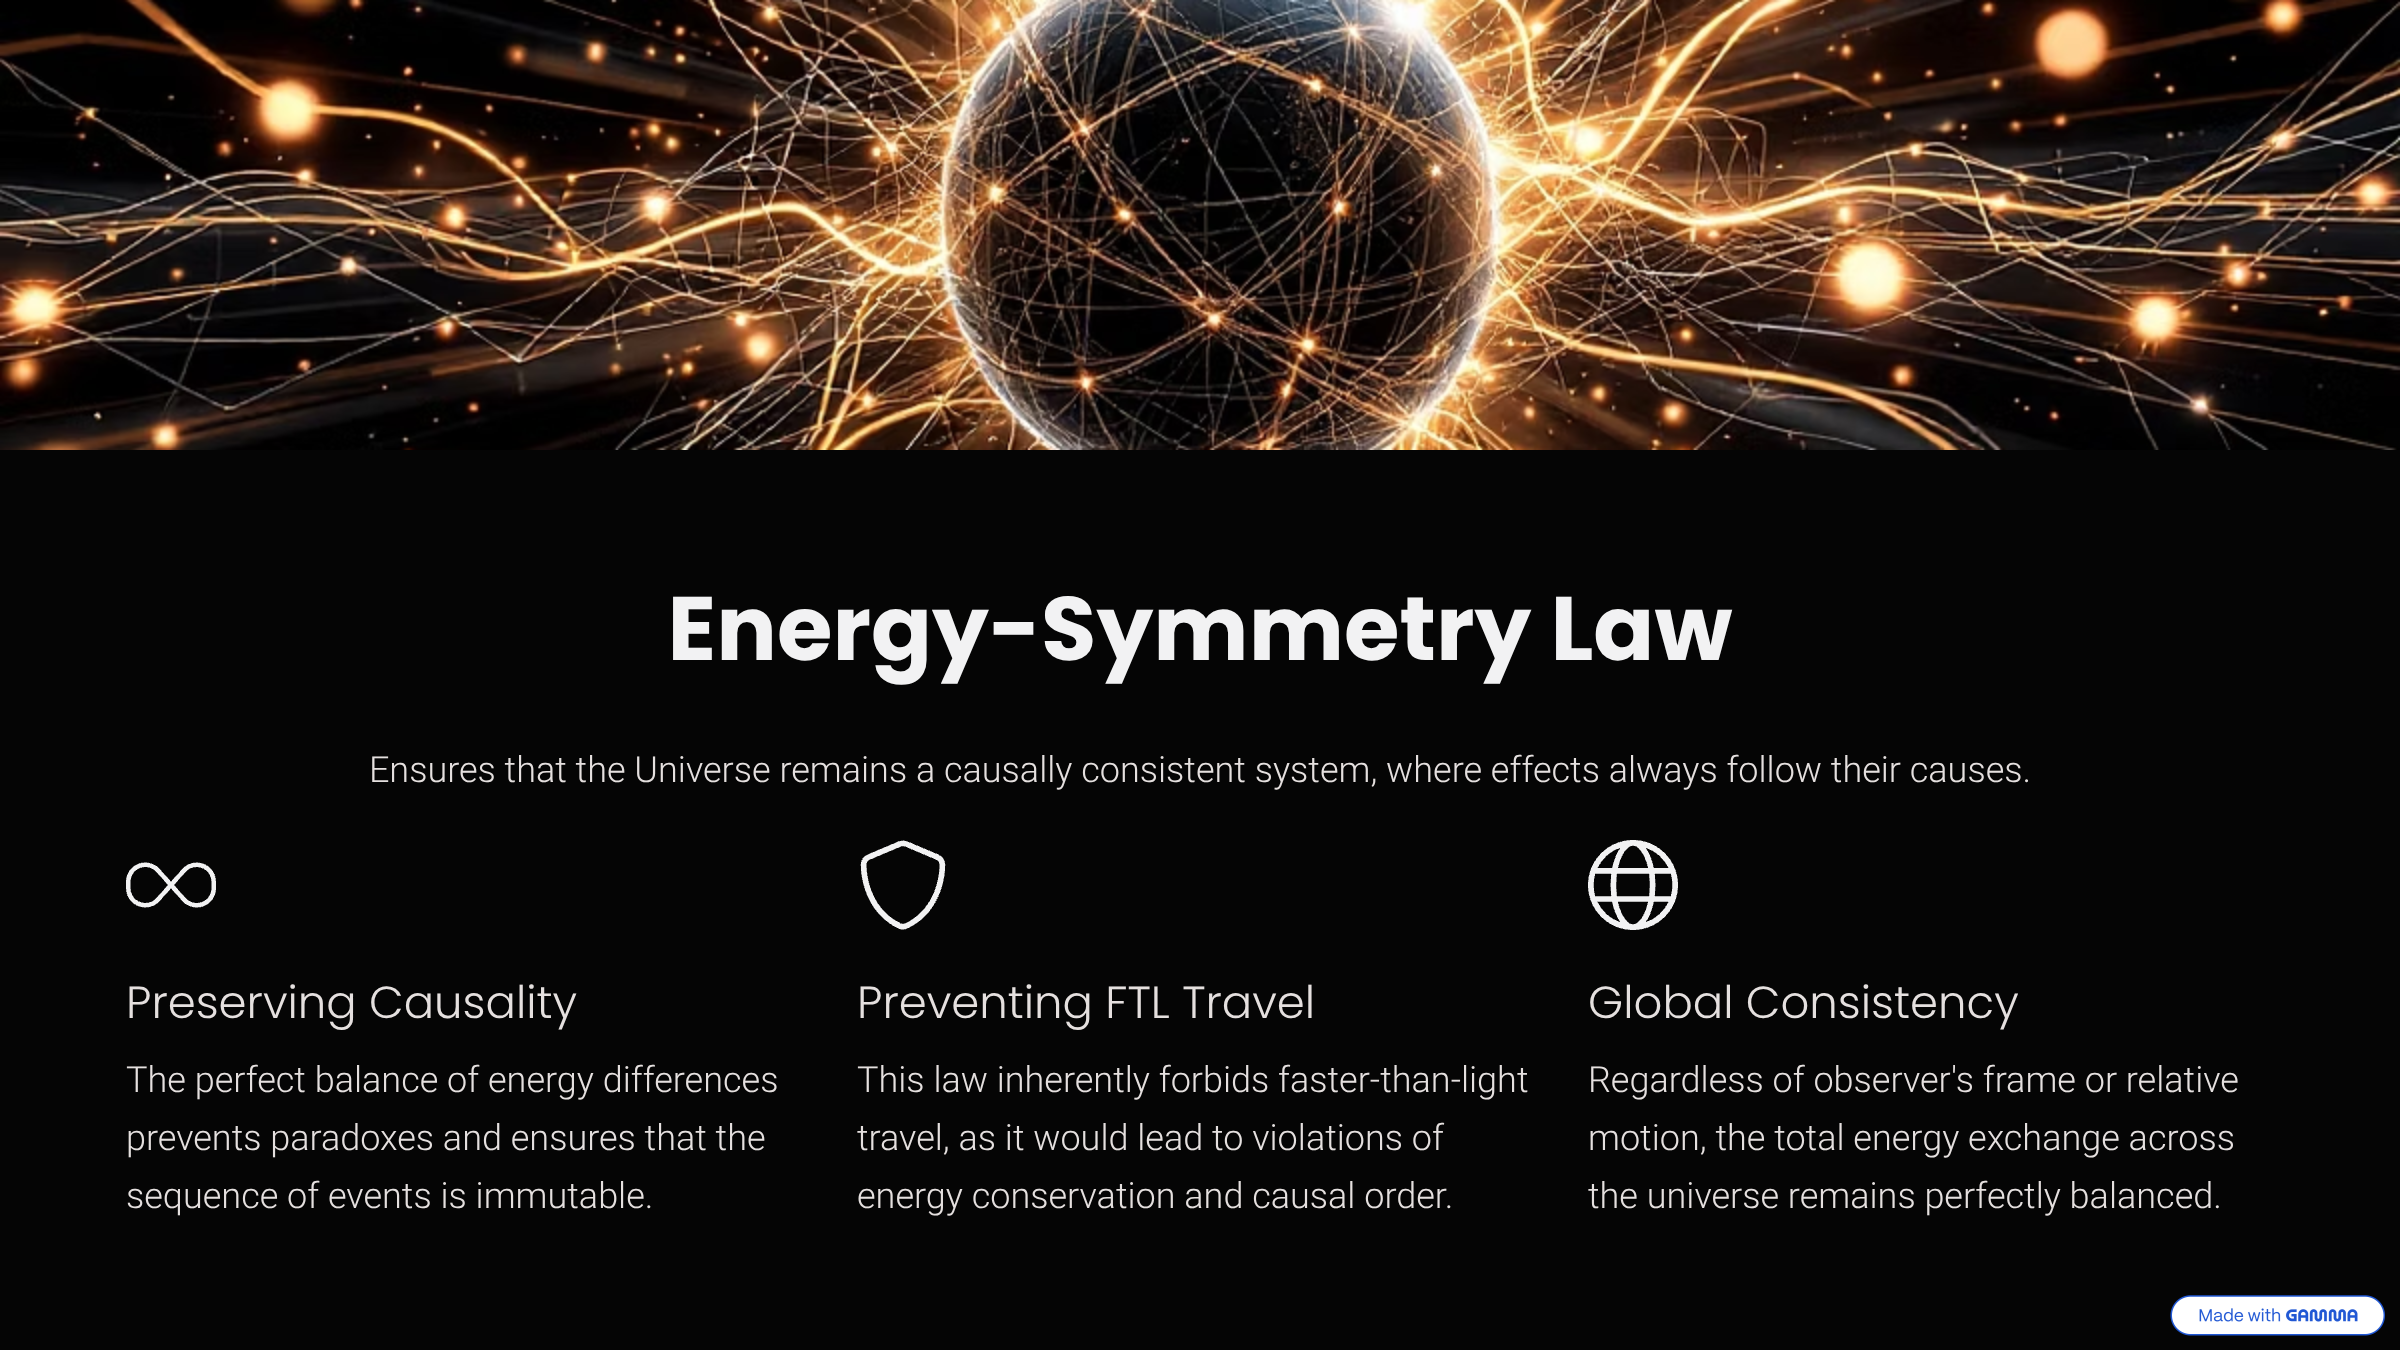 Energy-Symmetry Law
Ensures that the Universe remains a causally consistent system, where effects always follow their causes.
Preserving Causality
The perfect balance of energy differences
prevents paradoxes and ensures that the
sequence of events is immutable.
Preventing FTL Travel
This law inherently forbids faster-than-light
travel, as it would lead to violations of
energy conservation and causal order.
Global Consistency
Regardless of observer's frame or relative
motion, the total energy exchange across
the universe remains perfectly balanced.
Made with GAMMA